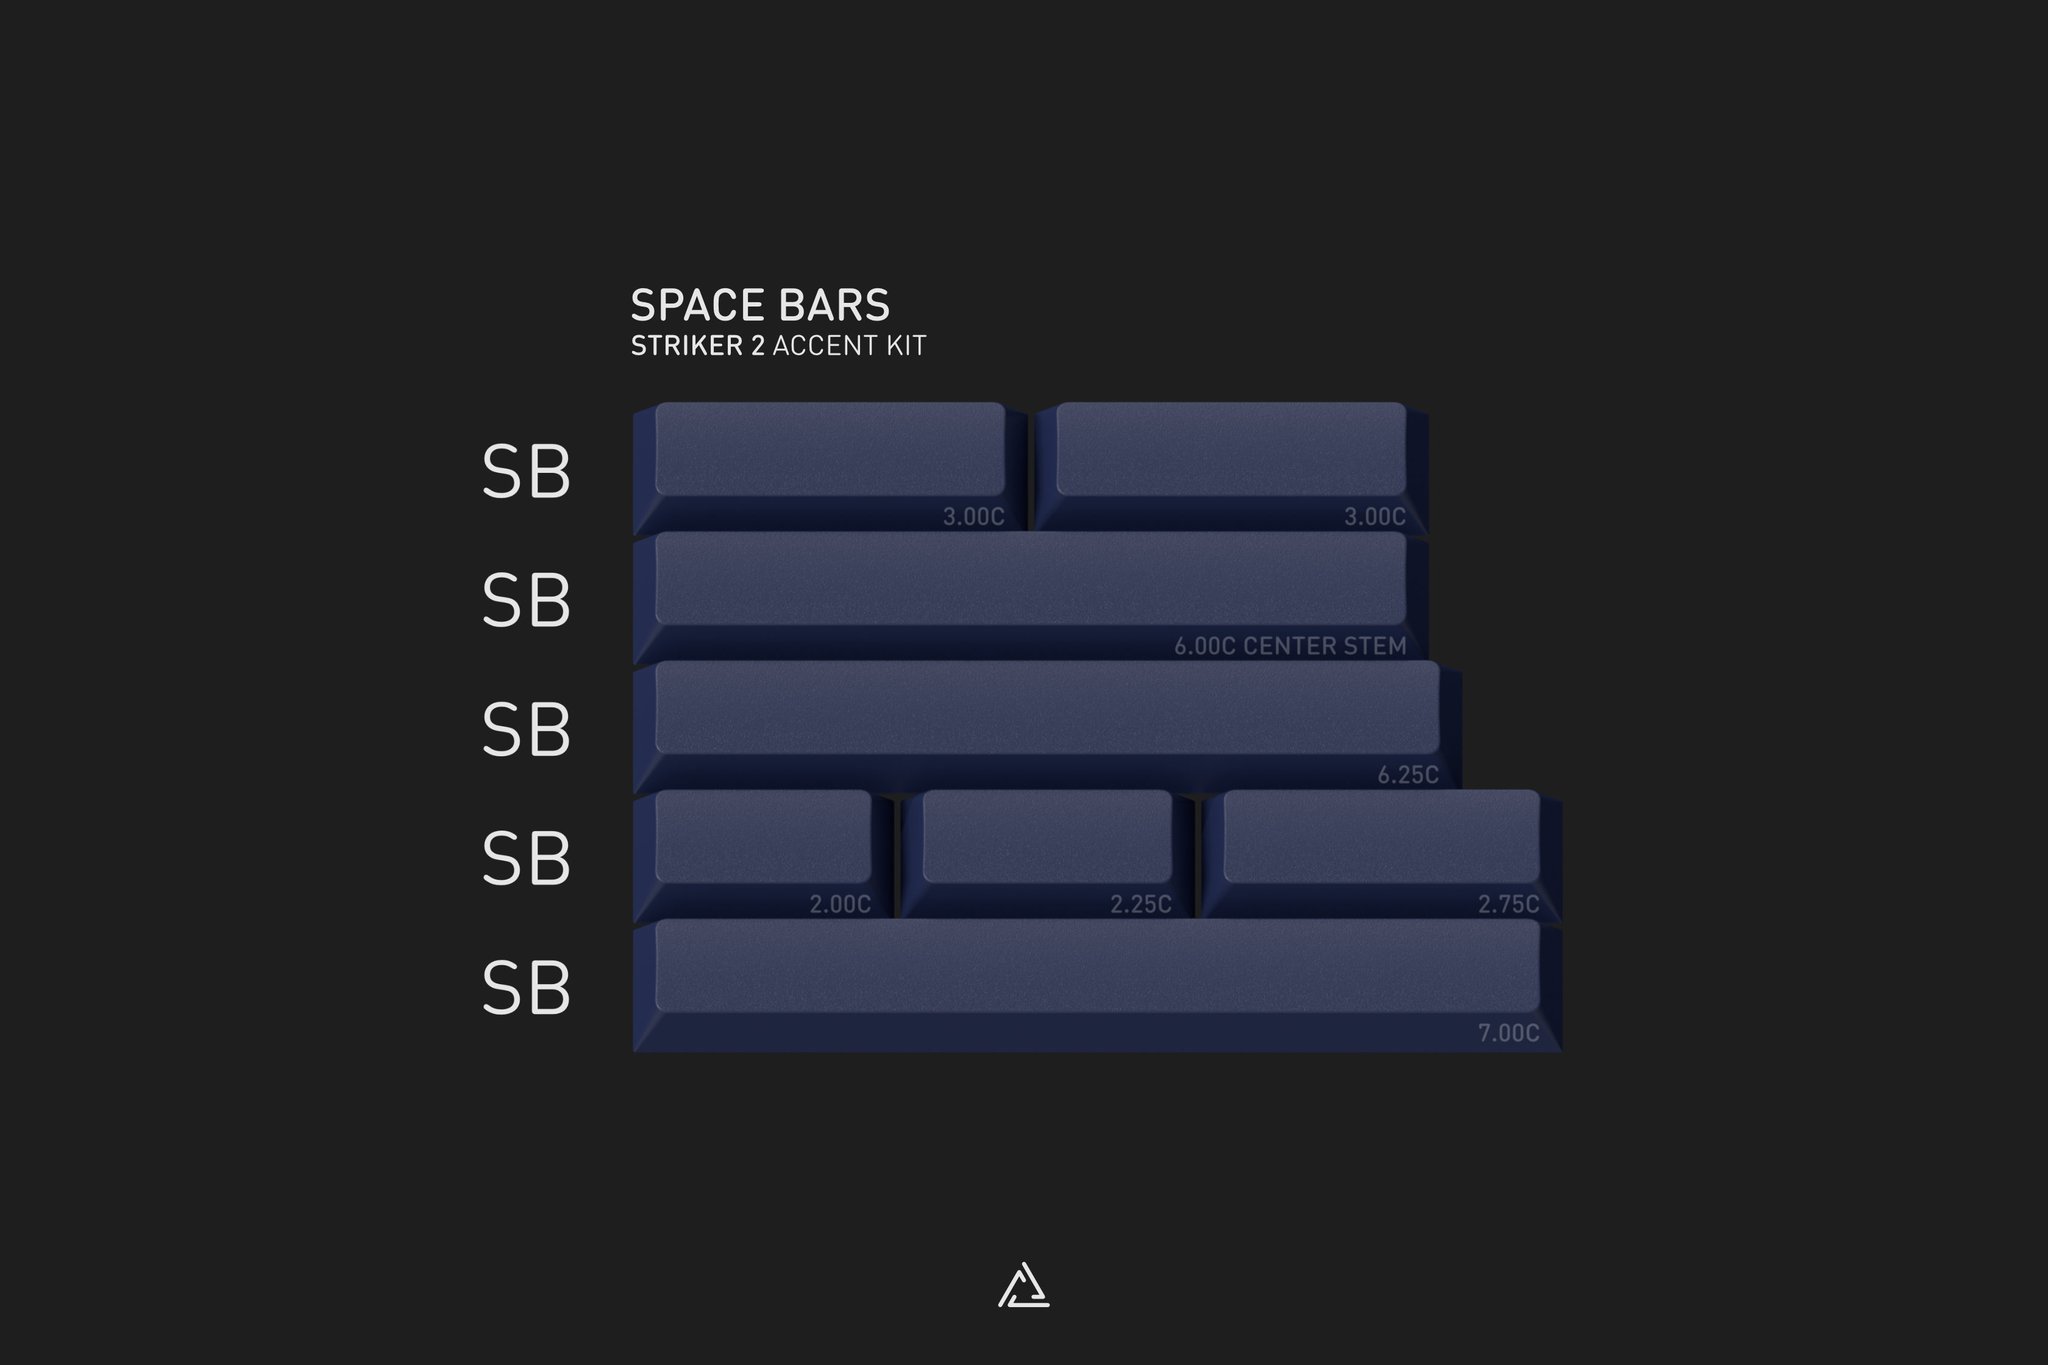 SPACE BARS
STRIKER 2 ACCENT KIT
SB
3.00C 3.00C
SB
6.00C CENTER STEM
SB
6.25C
SB
2.00C 2.25C 2.75C
SB
7.00C